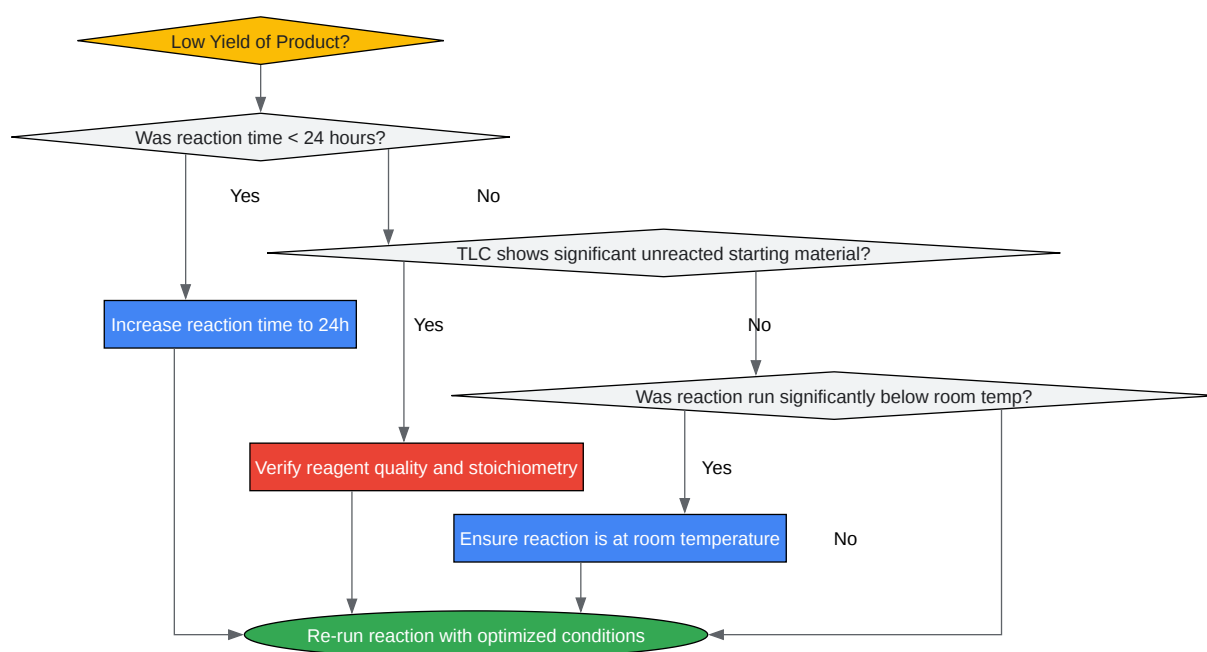 Low Yield of Product?
Was reaction time < 24 hours?
Yes
No
TLC shows significant unreacted starting material?
Increase reaction time to 24h
Yes
No
Was reaction run significantly below room temp?
Verify reagent quality and stoichiometry
Yes
Ensure reaction is at room temperature
No
Re-run reaction with optimized conditions